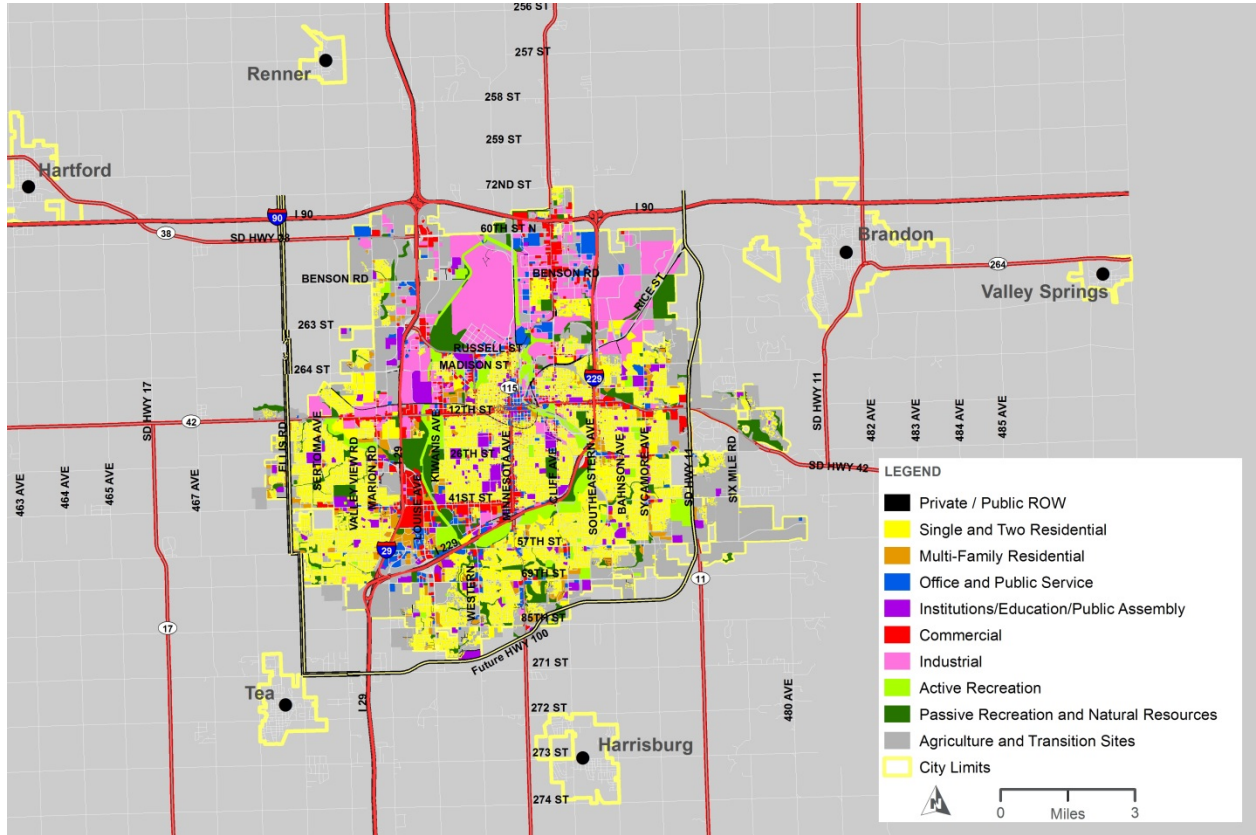 256 ST
257 ST
Renner
258 ST
259 ST
Hartford
72ND ST
I 90
90
I 90
38
SD HWY 38
60TH ST N
Brandon
BENSON RD
BENSON RD
264
Valley Springs
RICE ST
263 ST
RUSSELL ST
MADISON ST
264 ST
229
115
SD HWY 17
SD HWY 11
42
12TH ST
ELLIS RD
SERTOMA AVE
VALLEY VIEW RD
MARION RD
I 29
KIWANIS AVE
LOUISE AVE
26TH ST
MINNESOTA AVE
CLIFF AVE
SOUTHEASTERN AVE
BAHNSON AVE
SYCAMORE AVE
SD HWY 11
SIX MILE RD
482 AVE
483 AVE
484 AVE
485 AVE
42
SD HWY 42
463 AVE
464 AVE
465 AVE
467 AVE
41ST ST
57TH ST
I 229
29
69TH ST
WESTERN
11
85TH ST
17
Future HWY 100
271 ST
Tea
I 29
272 ST
480 AVE
273 ST
Harrisburg
274 ST
LEGEND
Private / Public ROW
Single and Two Residential
Multi-Family Residential
Office and Public Service
Institutions/Education/Public Assembly
Commercial
Industrial
Active Recreation
Passive Recreation and Natural Resources
Agriculture and Transition Sites
City Limits
N
0 3
Miles